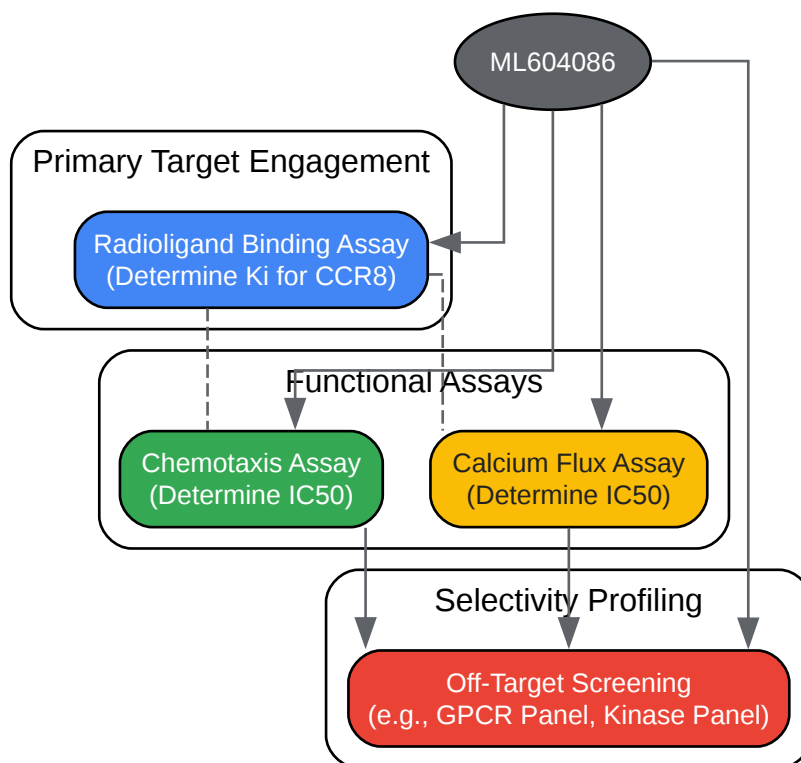 ML604086
Primary Target Engagement
Radioligand Binding Assay
(Determine Ki for CCR8)
Functional Assays
Chemotaxis Assay
(Determine IC50)
Calcium Flux Assay
(Determine IC50)
Selectivity Profiling
Off-Target Screening
(e.g., GPCR Panel, Kinase Panel)